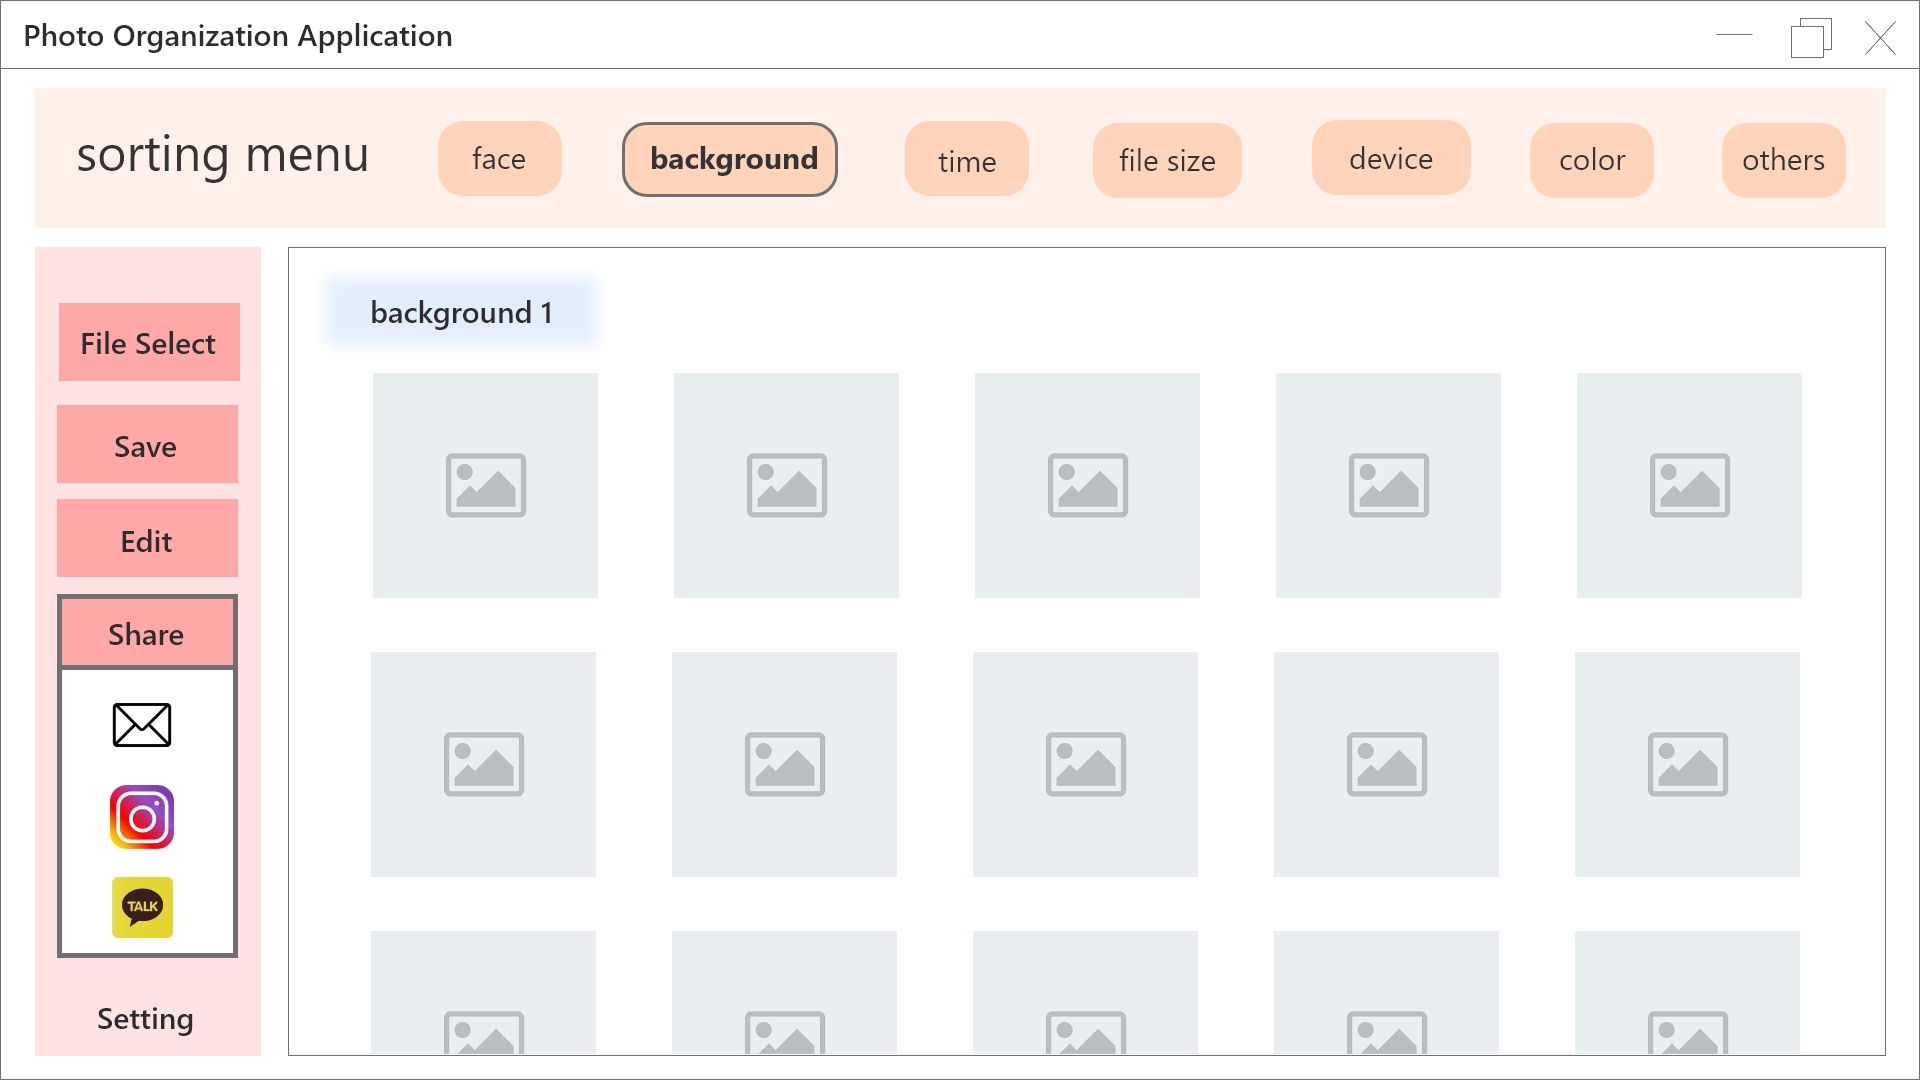 Photo Organization Application
sorting menu
face
background
time
file size
device
color
others
File Select
Save
Edit
Share
TALK
Setting
background 1